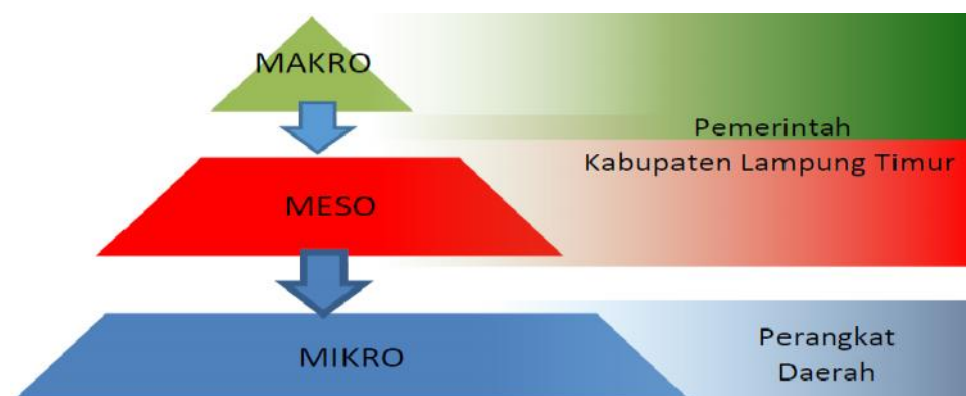 MAKRO
Pemerintah
Kabupaten Lampung Timur
MESO
MIKRO
Perangkat
Daerah